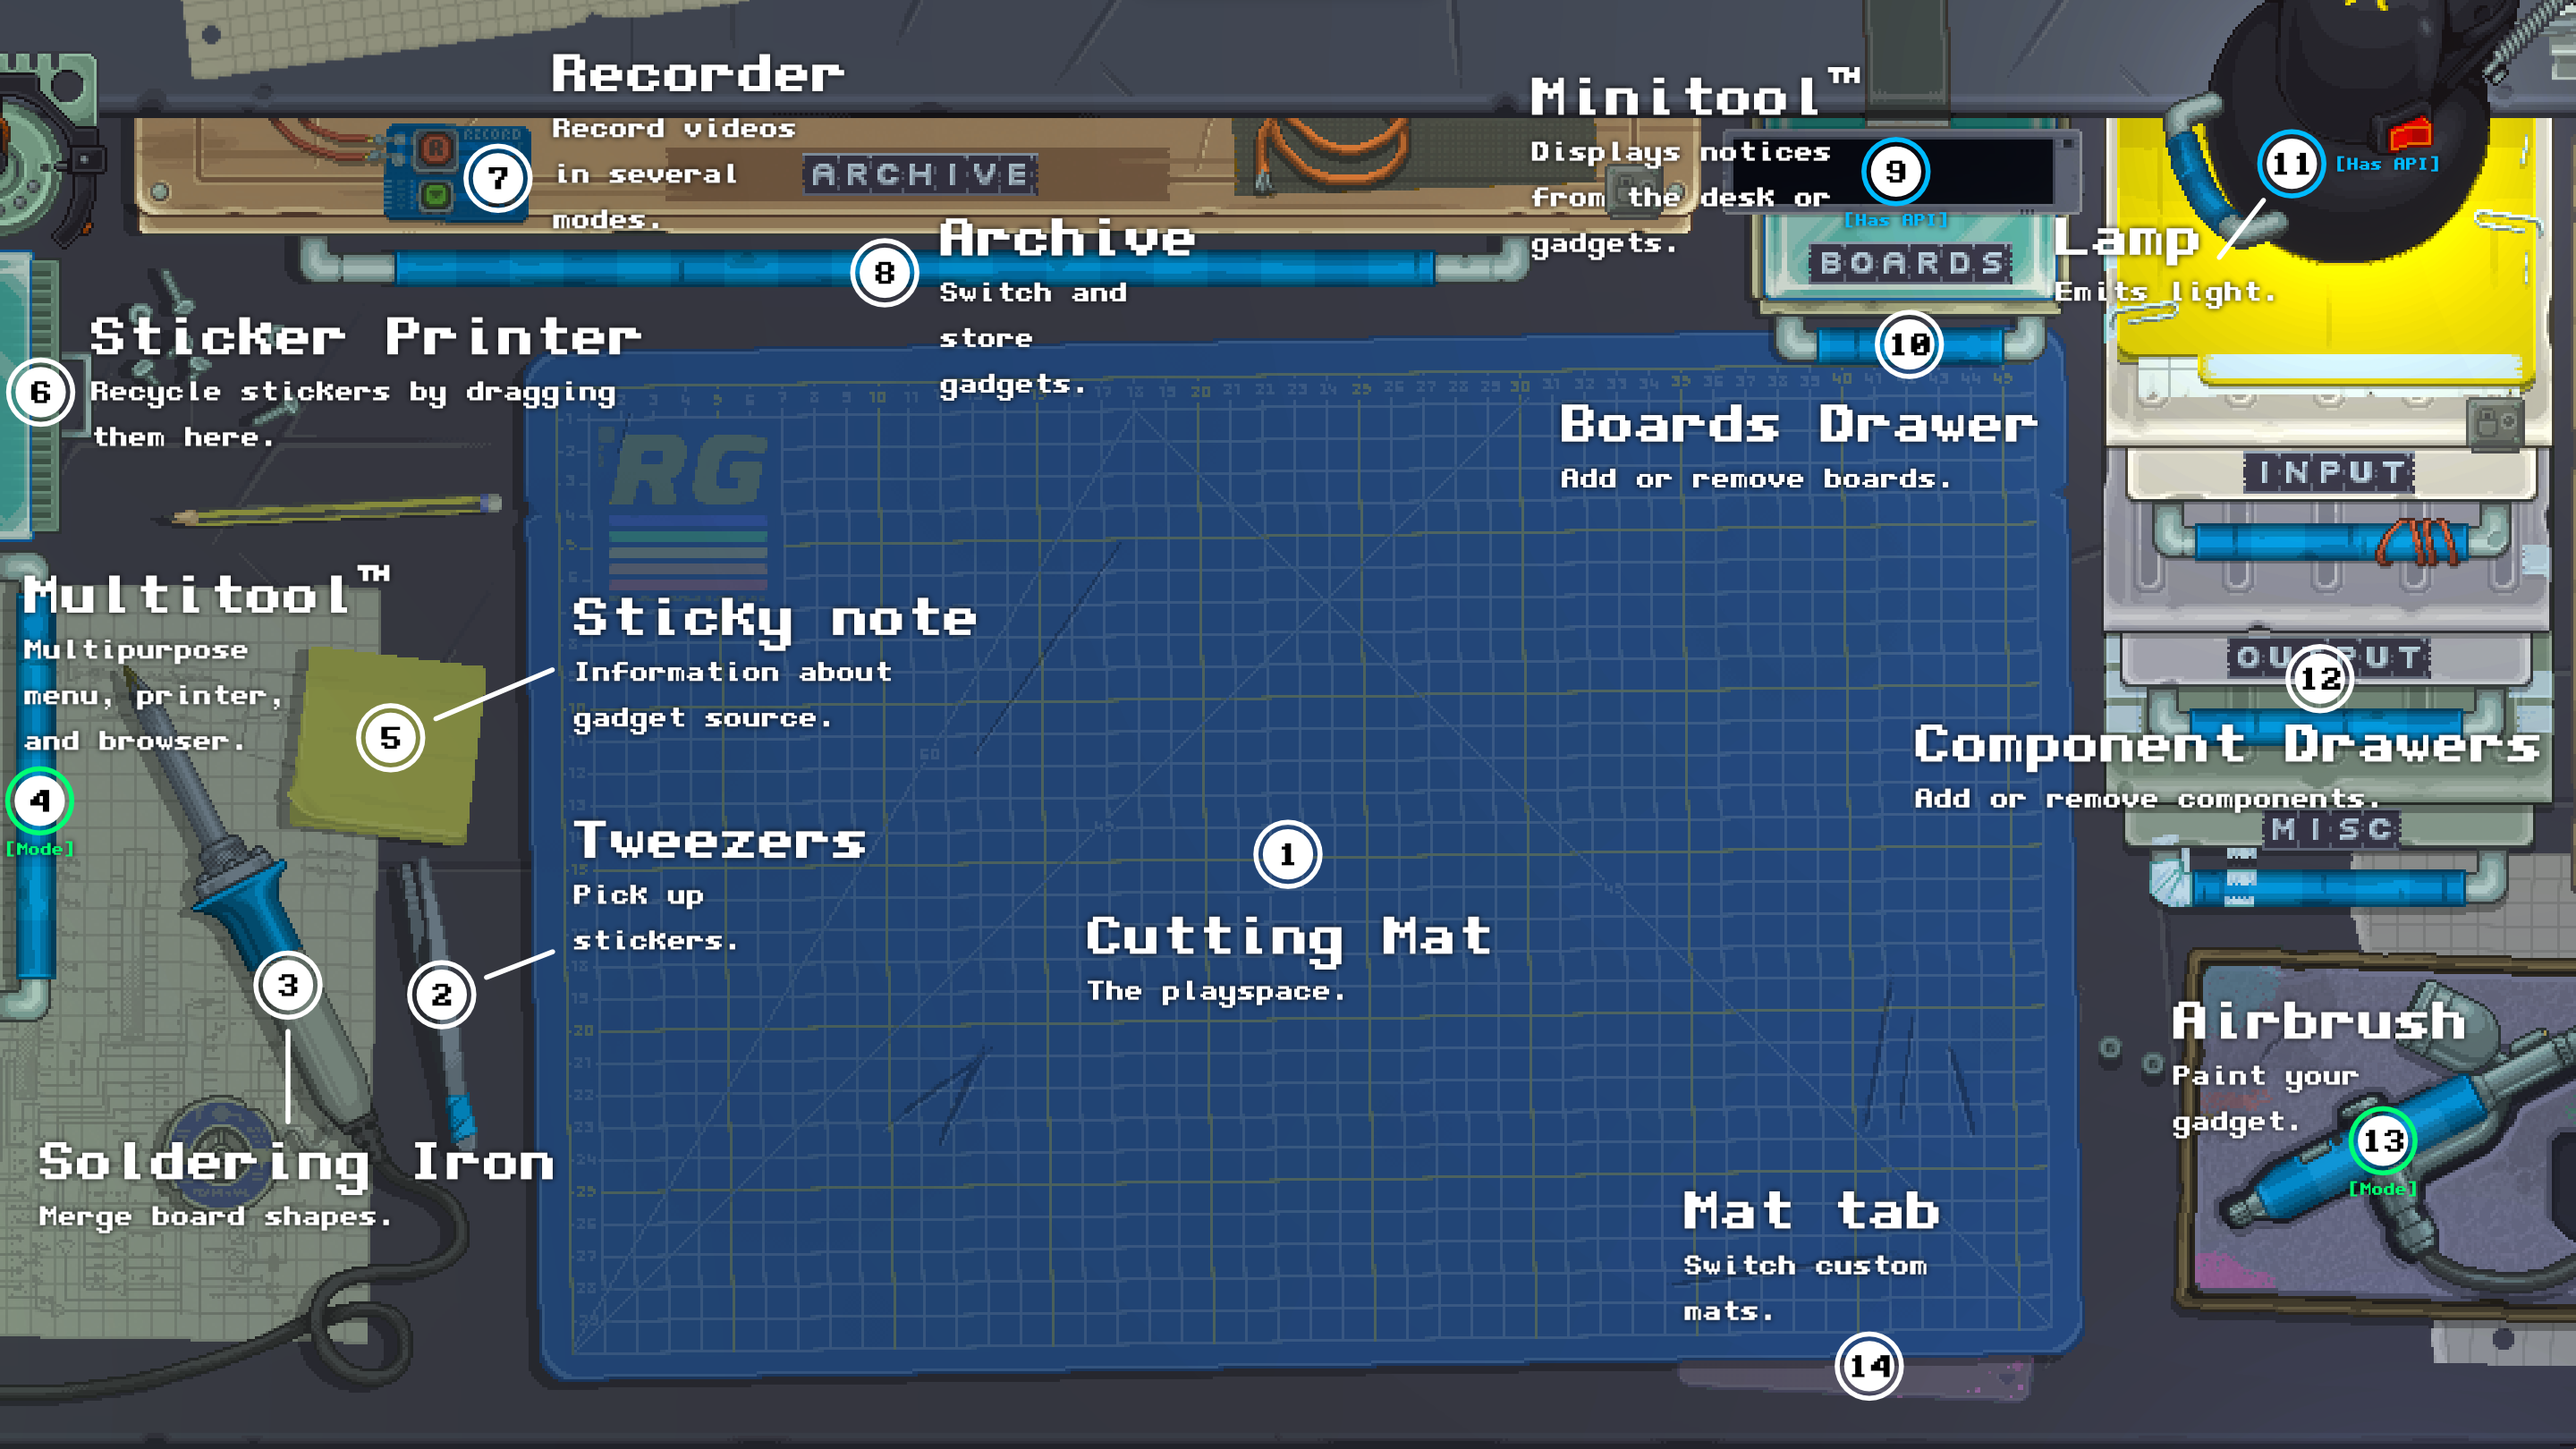 Recorder
Record videos
in several
modes.
RECORD
R
7
ARCHIVE
8
Archive
Switch and
store
gadgets.
Minitool™
Displays notices
from the desk or
gadgets.
9
[Has API]
BOARDS
10
Boards Drawer
Add or remove boards.
11
[Has API]
Lamp
Emits light.
Sticker Printer
6
Recycle stickers by dragging
them here.
RG
INPUT
Multitool™
Multipurpose
menu, printer,
and browser.
4
[Mode]
Sticky note
Information about
gadget source.
5
OUTPUT
12
Component Drawers
Add or remove components.
MISC
Tweezers
Pick up
stickers.
2
3
1
Cutting Mat
The playspace.
Soldering Iron
Merge board shapes.
Airbrush
Paint your
gadget.
13
[Mode]
Mat tab
Switch custom
mats.
14